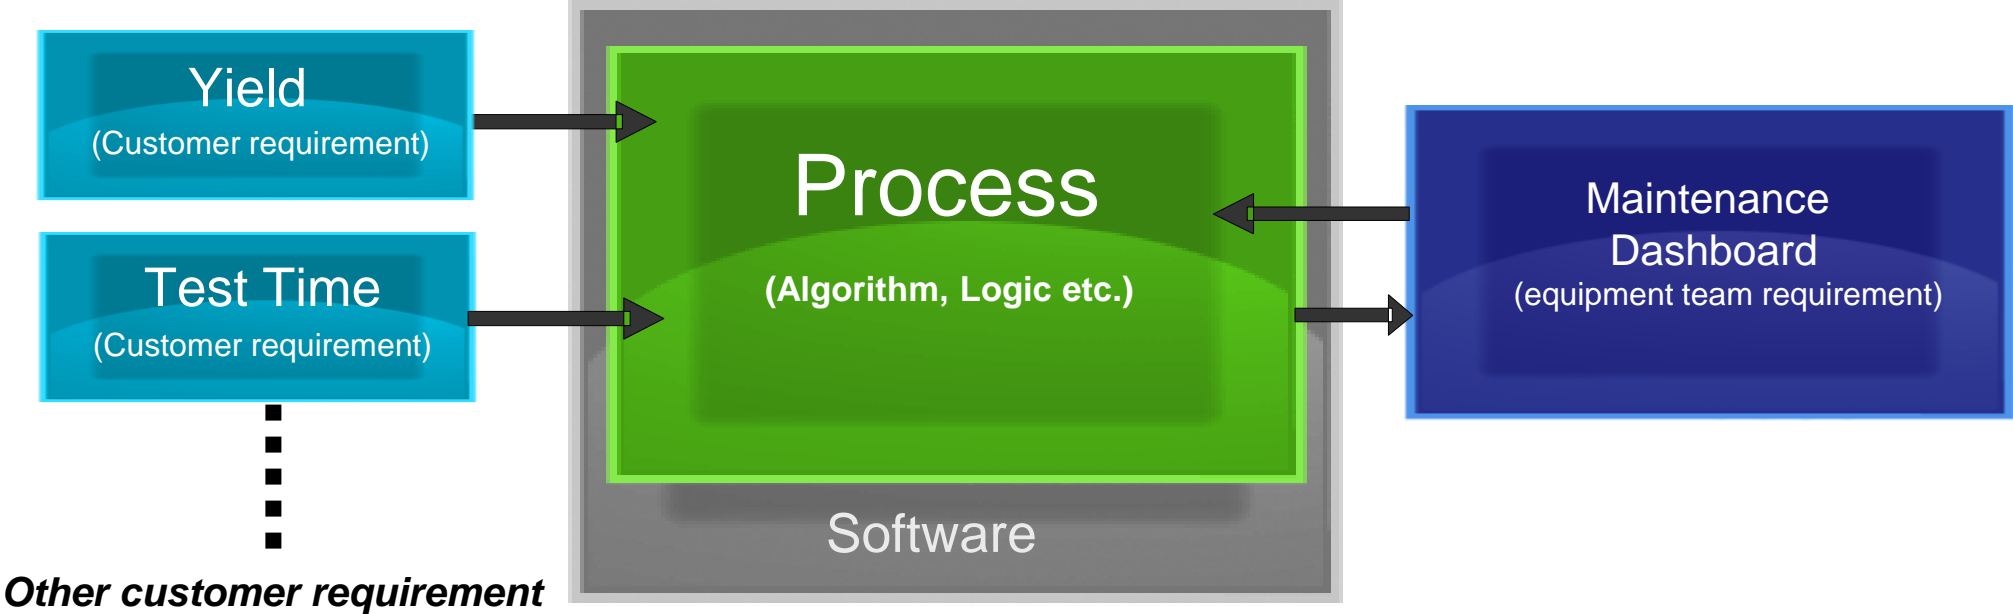 Yield
(Customer requirement)
Test Time
(Customer requirement)
Other customer requirement
Process
(Algorithm, Logic etc.)
Software
Maintenance
Dashboard
(equipment team requirement)